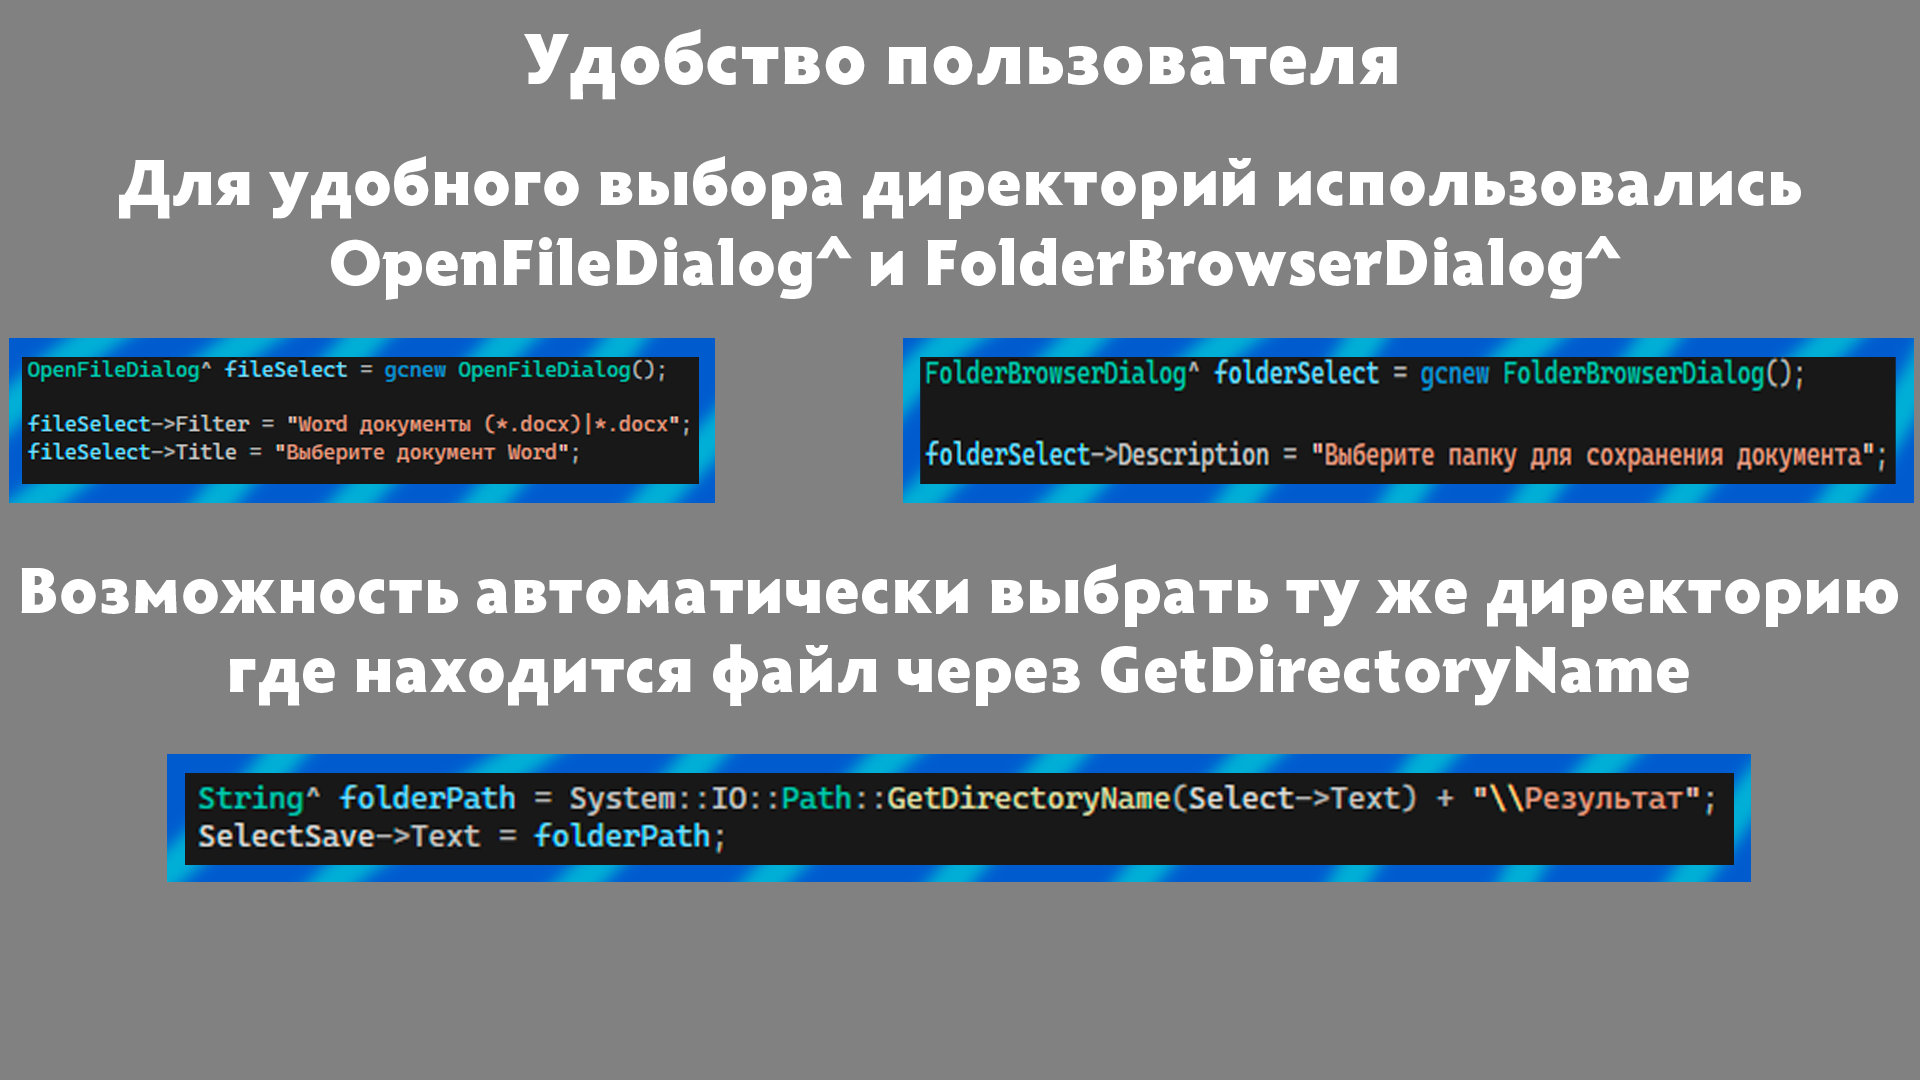 Удобство пользователя
Для удобного выбора директорий использовались
OpenFileDialog^ и FolderBrowserDialog^
OpenFileDialog^ fileSelect = gcnew OpenFileDialog();
fileSelect->Filter = "Word документы (*.docx)|*.docx";
fileSelect->Title = "Выберите документ Word";
FolderBrowserDialog^ folderSelect = gcnew FolderBrowserDialog();
folderSelect->Description = "Выберите папку для сохранения документа";
Возможность автоматически выбрать ту же директорию
где находится файл через GetDirectoryName
String^ folderPath = System::IO::Path::GetDirectoryName(Select->Text) + "\\Результат";
SelectSave->Text = folderPath;